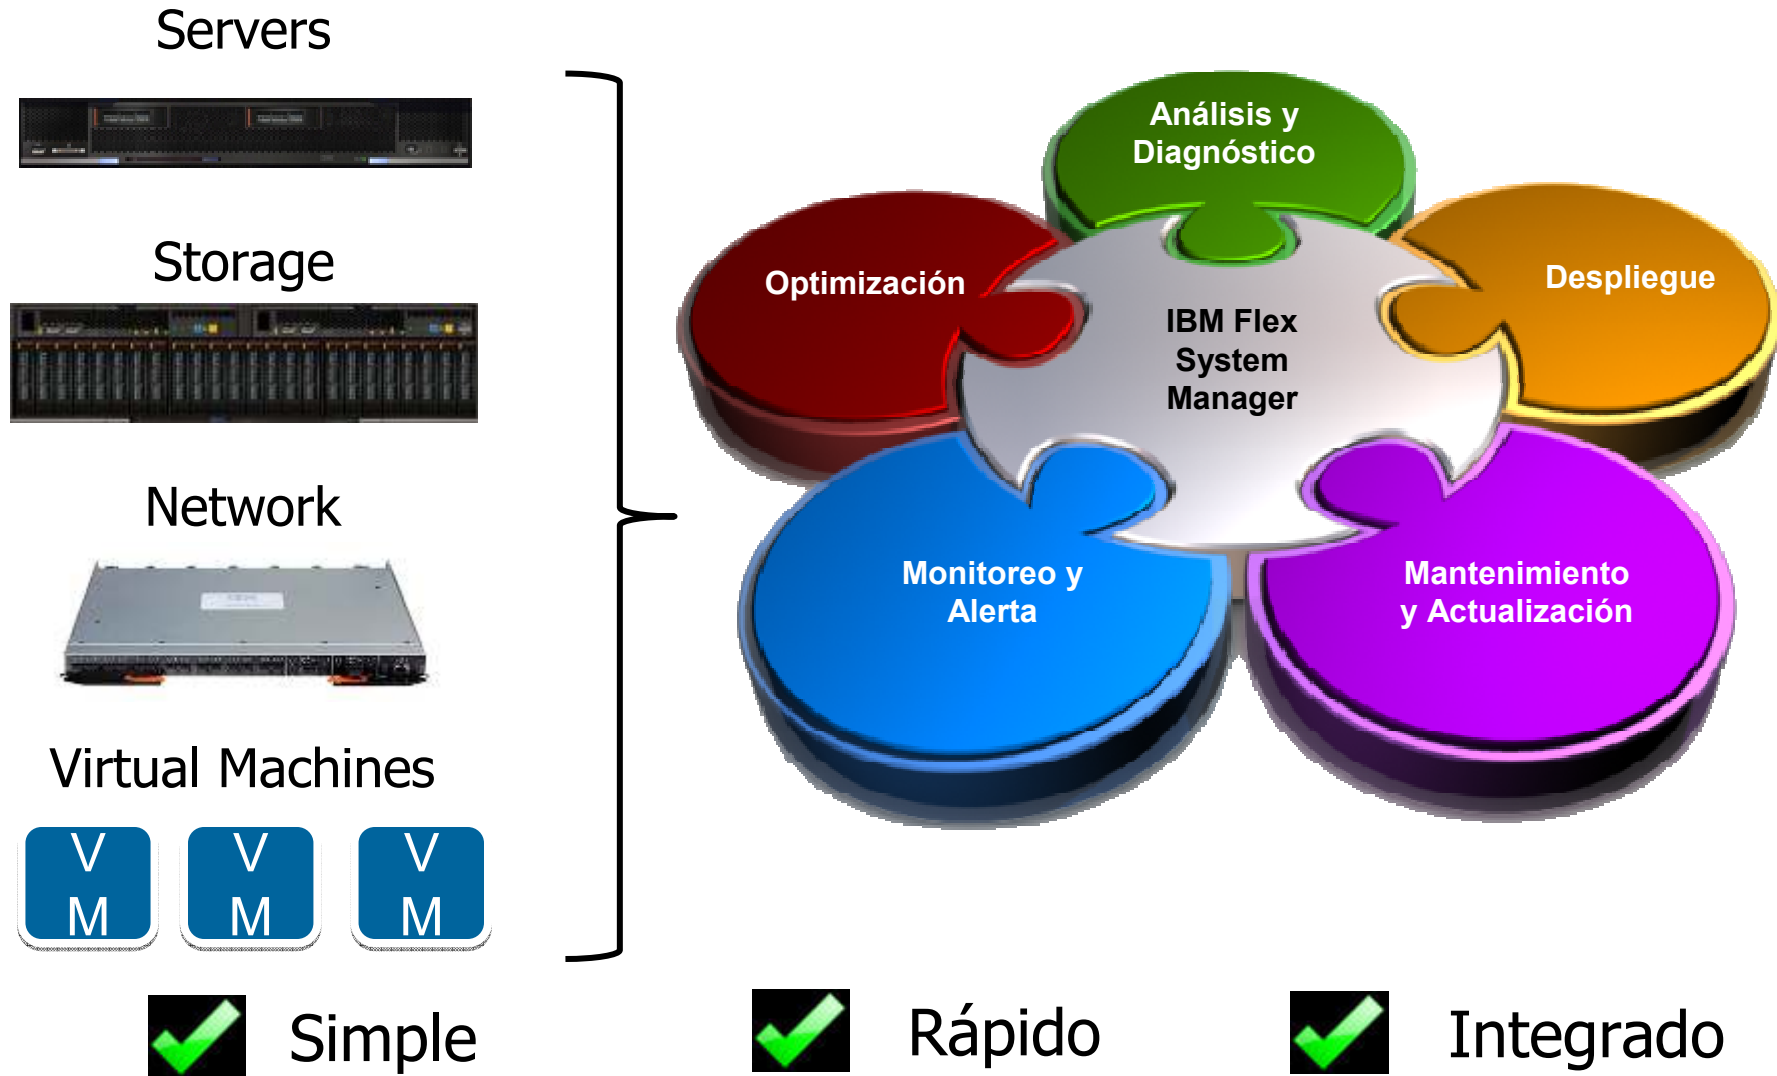 Servers
Storage
Network
Virtual Machines
V
M
V
M
V
M
Análisis y
Diagnóstico
Optimización
Despliegue
IBM Flex
System
Manager
Monitoreo y
Alerta
Mantenimiento
y Actualización
Simple
Rápido
Integrado